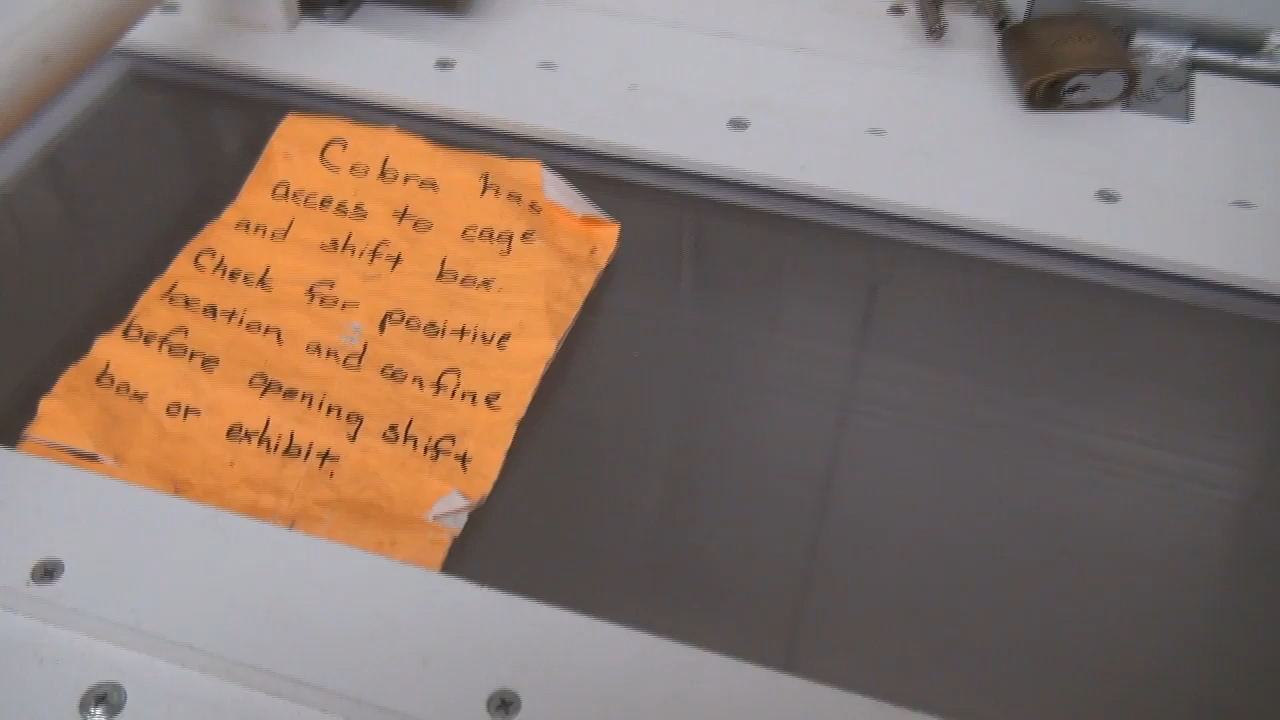 Cobra has
access to cage
and shift box.
Check for positive
location and confine
before opening shift
box or exhibit.